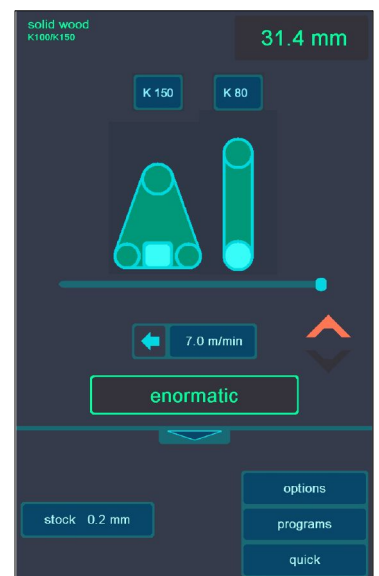 solid wood
K100/K150
31.4 mm
K 150
K 80
7.0 m/min
enormatic
options
stock 0.2 mm
programs
quick